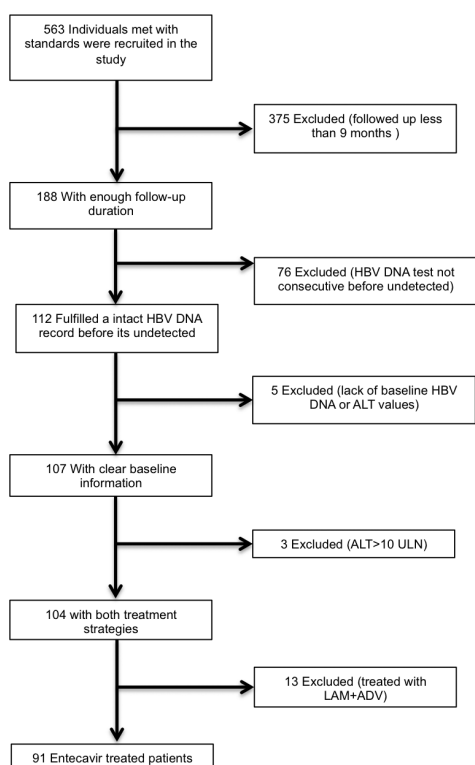 563 Individuals met with
standards were recruited in the
study
375 Excluded (followed up less
than 9 months )
188 With enough follow-up
duration
76 Excluded (HBV DNA test not
consecutive before undetected)
112 Fulfilled a intact HBV DNA
record before its undetected
5 Excluded (lack of baseline HBV
DNA or ALT values)
107 With clear baseline
information
3 Excluded (ALT>10 ULN)
104 with both treatment
strategies
13 Excluded (treated with
LAM+ADV)
91 Entecavir treated patients